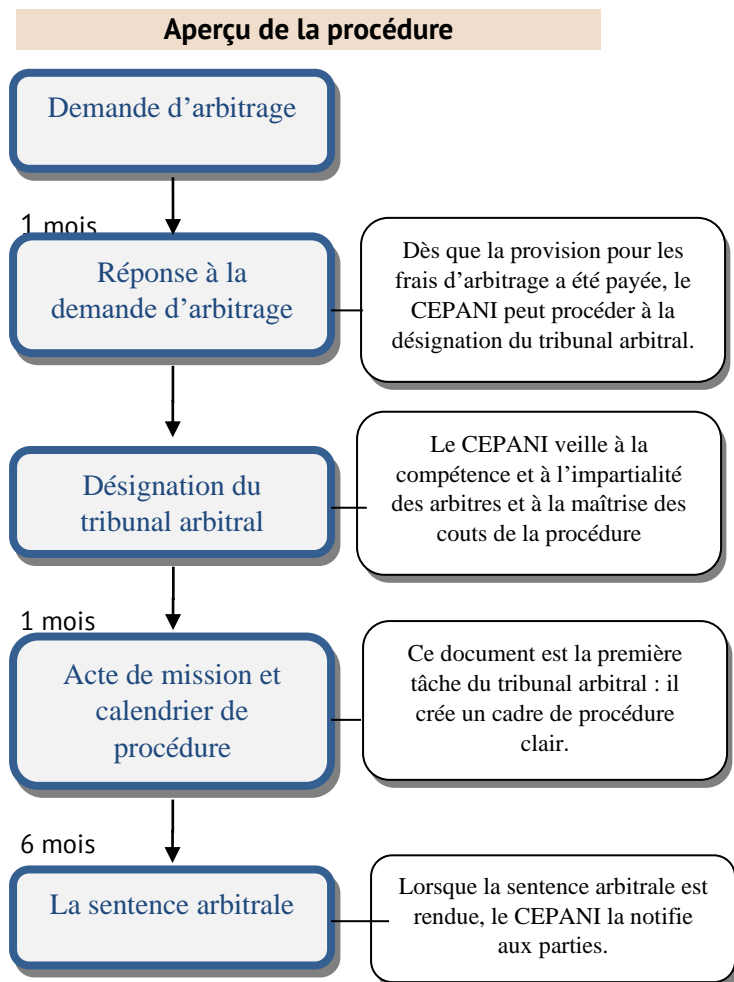 Aperçu de la procédure
Demande d’arbitrage
1 mois
Réponse à la
demande d’arbitrage
Dès que la provision pour les
frais d’arbitrage a été payée, le
CEPANI peut procéder à la
désignation du tribunal arbitral.
Désignation du
tribunal arbitral
Le CEPANI veille à la
compétence et à l’impartialité
des arbitres et à la maîtrise des
couts de la procédure
1 mois
Acte de mission et
calendrier de
procédure
Ce document est la première
tâche du tribunal arbitral : il
crée un cadre de procédure
clair.
6 mois
La sentence arbitrale
Lorsque la sentence arbitrale est
rendue, le CEPANI la notifie
aux parties.